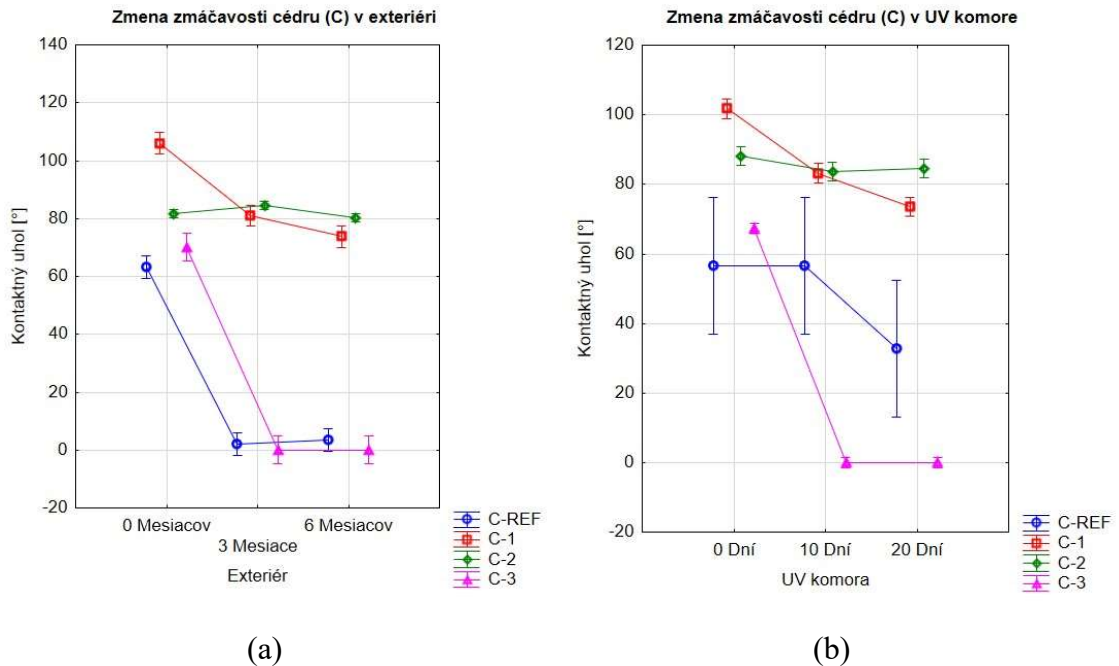 Zmena zmáčavosti cédru (C) v exteriéri
140
120
100
80
60
40
20
0
-20
Kontaktný uhol [°]
0 Mesiacov
3 Mesiace
6 Mesiacov
Exteriér
C-REF
C-1
C-2
C-3
(a)
Zmena zmáčavosti cédru (C) v UV komore
120
100
80
60
40
20
0
-20
Kontaktný uhol [°]
0 Dní
10 Dní
20 Dní
UV komora
C-REF
C-1
C-2
C-3
(b)